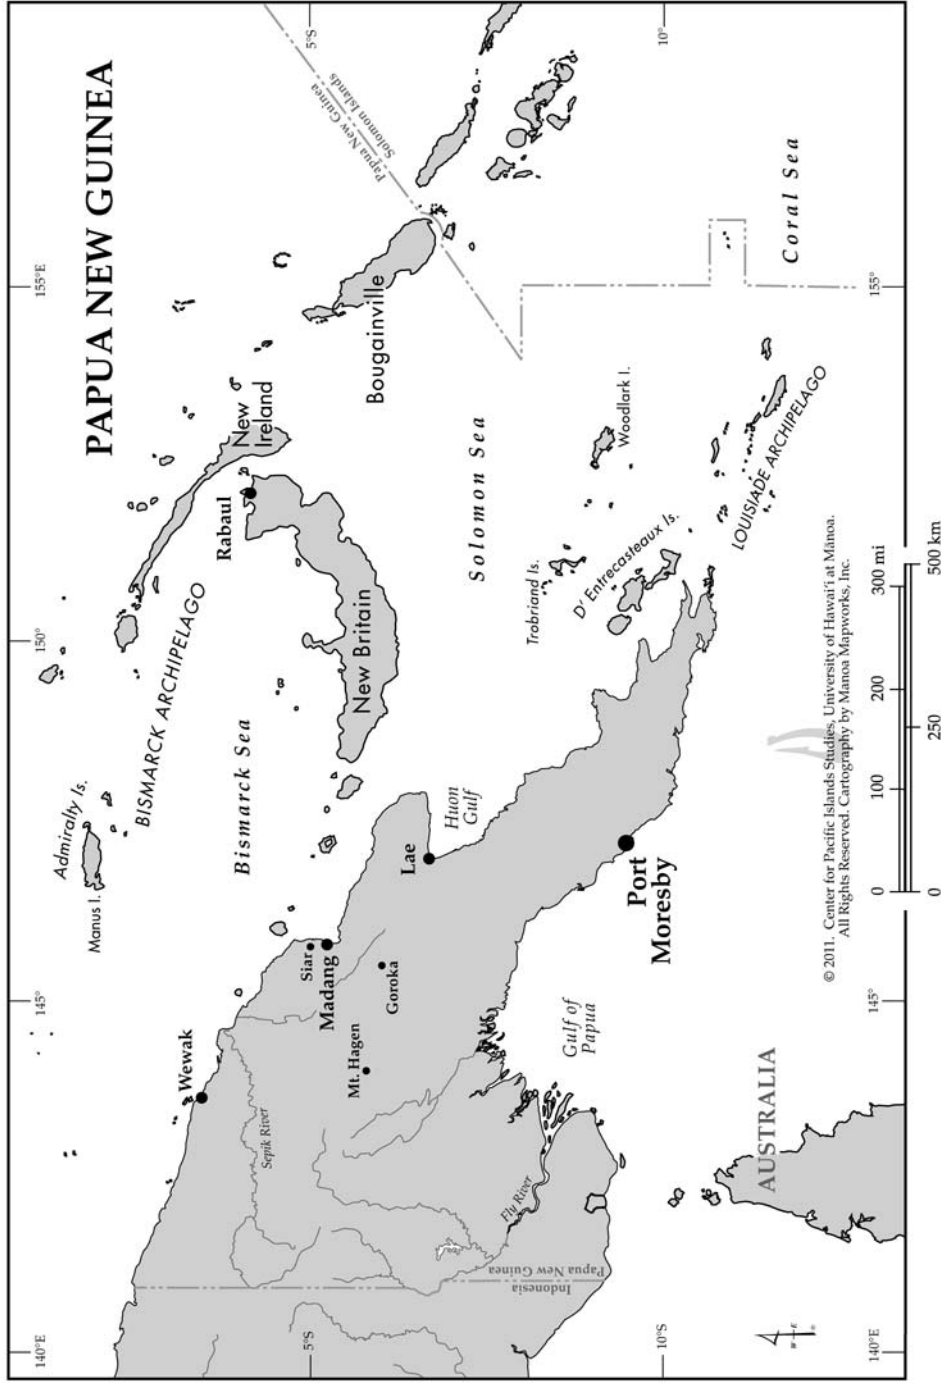 PAPUA NEW GUINEA
140°E
145°
150°
155°E
Wewak
Manus I.
Admiralty Is.
BISMARCK ARCHIPELAGO
Bismarck Sea
New
Ireland
Rabaul
New Britain
Bougainville
Papua New Guinea
Solomon Islands
5°S
5°S
Sepik River
Siar
Madang
Mt. Hagen
Goroka
Lae
Huon
Gulf
Solomon Sea
Trobriand Is.
Woodlark I.
D' Entrecasteaux Is.
LOUISIADE ARCHIPELAGO
Coral Sea
Fly River
Gulf of
Papua
Port
Moresby
Indonesia
Papua New Guinea
10°S
10°
AUSTRALIA
W
E
© 2011. Center for Pacific Islands Studies, University of Hawai'i at Mānoa.
All Rights Reserved. Cartography by Manoa Mapworks, Inc.
0
100
200
300 mi
0
250
500 km
140°E
145°
155°